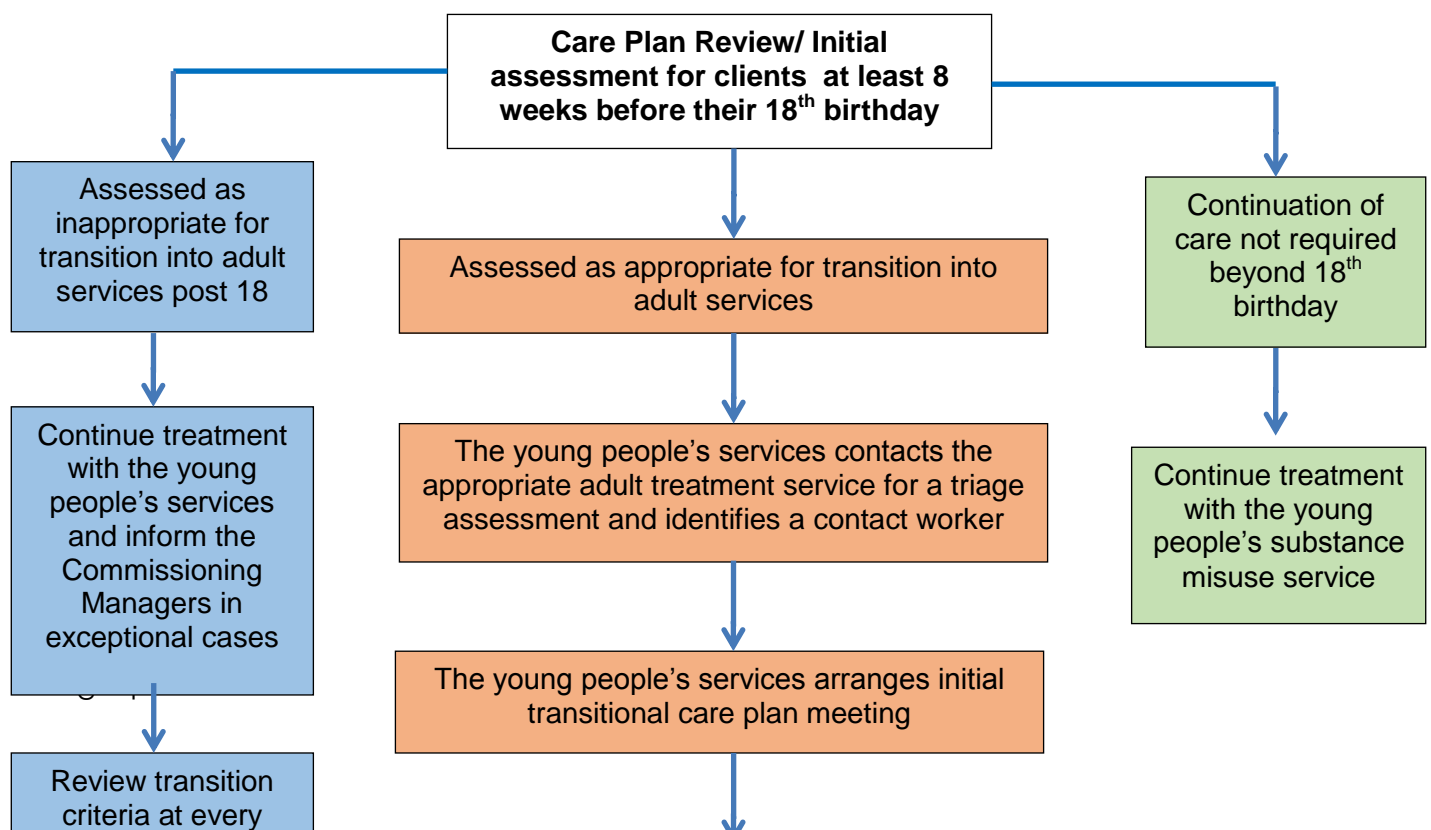 Care Plan Review/ Initial
assessment for clients at least 8
weeks before their 18th birthday
Assessed as
inappropriate for
transition into adult
services post 18
Continue treatment
with the young
people’s services
and inform the
Commissioning
Managers in
exceptional cases
Review transition
criteria at every
Assessed as appropriate for transition into
adult services
The young people’s services contacts the
appropriate adult treatment service for a triage
assessment and identifies a contact worker
The young people’s services arranges initial
transitional care plan meeting
Continuation of
care not required
beyond 18th
birthday
Continue treatment
with the young
people’s substance
misuse service